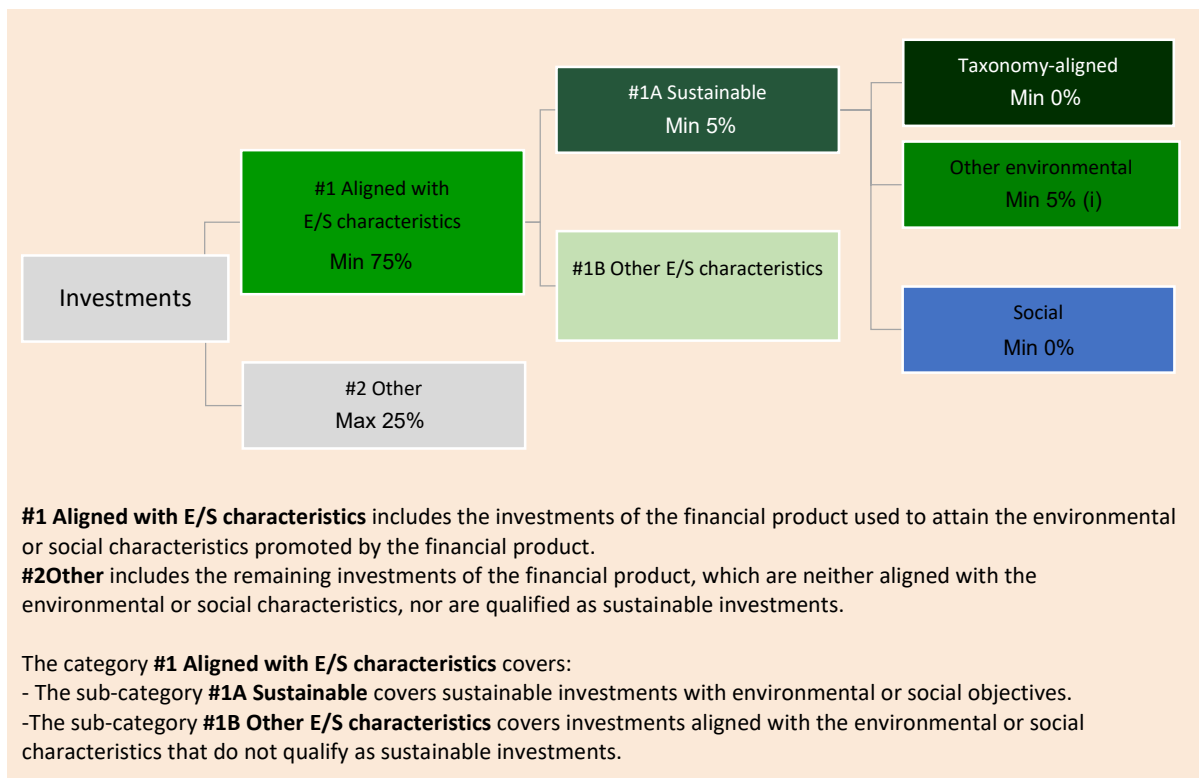 Investments
#1 Aligned with
E/S characteristics
Min 75%
#2 Other
Max 25%
#1A Sustainable
Min 5%
#1B Other E/S characteristics
Taxonomy-aligned
Min 0%
Other environmental
Min 5% (i)
Social
Min 0%
#1 Aligned with E/S characteristics includes the investments of the financial product used to attain the environmental
or social characteristics promoted by the financial product.
#2Other includes the remaining investments of the financial product, which are neither aligned with the
environmental or social characteristics, nor are qualified as sustainable investments.
The category #1 Aligned with E/S characteristics covers:
- The sub-category #1A Sustainable covers sustainable investments with environmental or social objectives.
-The sub-category #1B Other E/S characteristics covers investments aligned with the environmental or social
characteristics that do not qualify as sustainable investments.